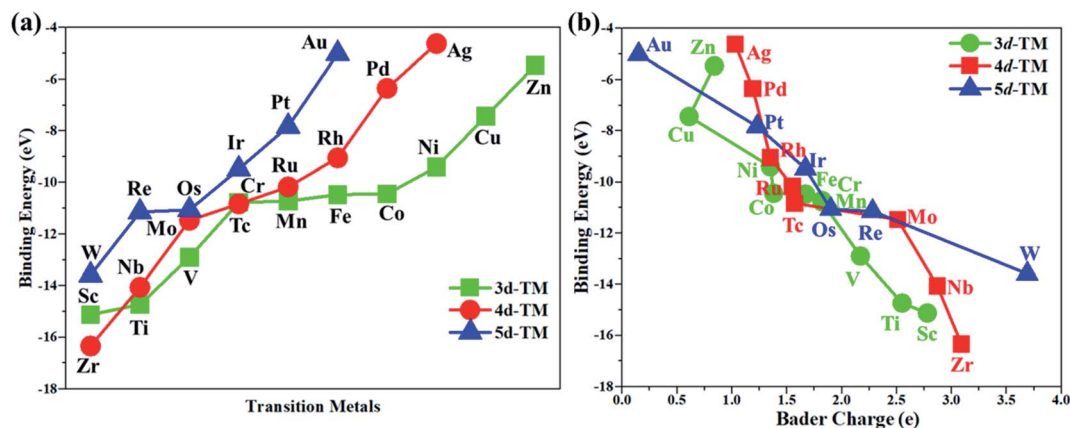 (a)
Binding Energy (eV)
-4
-6
-8
-10
-12
-14
-16
-18
W
Sc
Zr
Re
Nb
Ti
Os
Mo
V
Ir
Cr
Tc
Pt
Ru
Mn
Au
Rh
Fe
Pd
Co
Ag
Ni
Cu
Zn
3d-TM
4d-TM
5d-TM
Transition Metals
(b)
Binding Energy (eV)
-4
-6
-8
-10
-12
-14
-16
-18
Au
Zn
Ag
Pd
Cu
Pt
Rh
Ni
Ir
Ru
Fe
Cr
Co
Mn
Tc
Os
Re
Mo
W
V
Nb
Ti
Sc
Zr
3d-TM
4d-TM
5d-TM
0.0 0.5 1.0 1.5 2.0 2.5 3.0 3.5 4.0
Bader Charge (e)